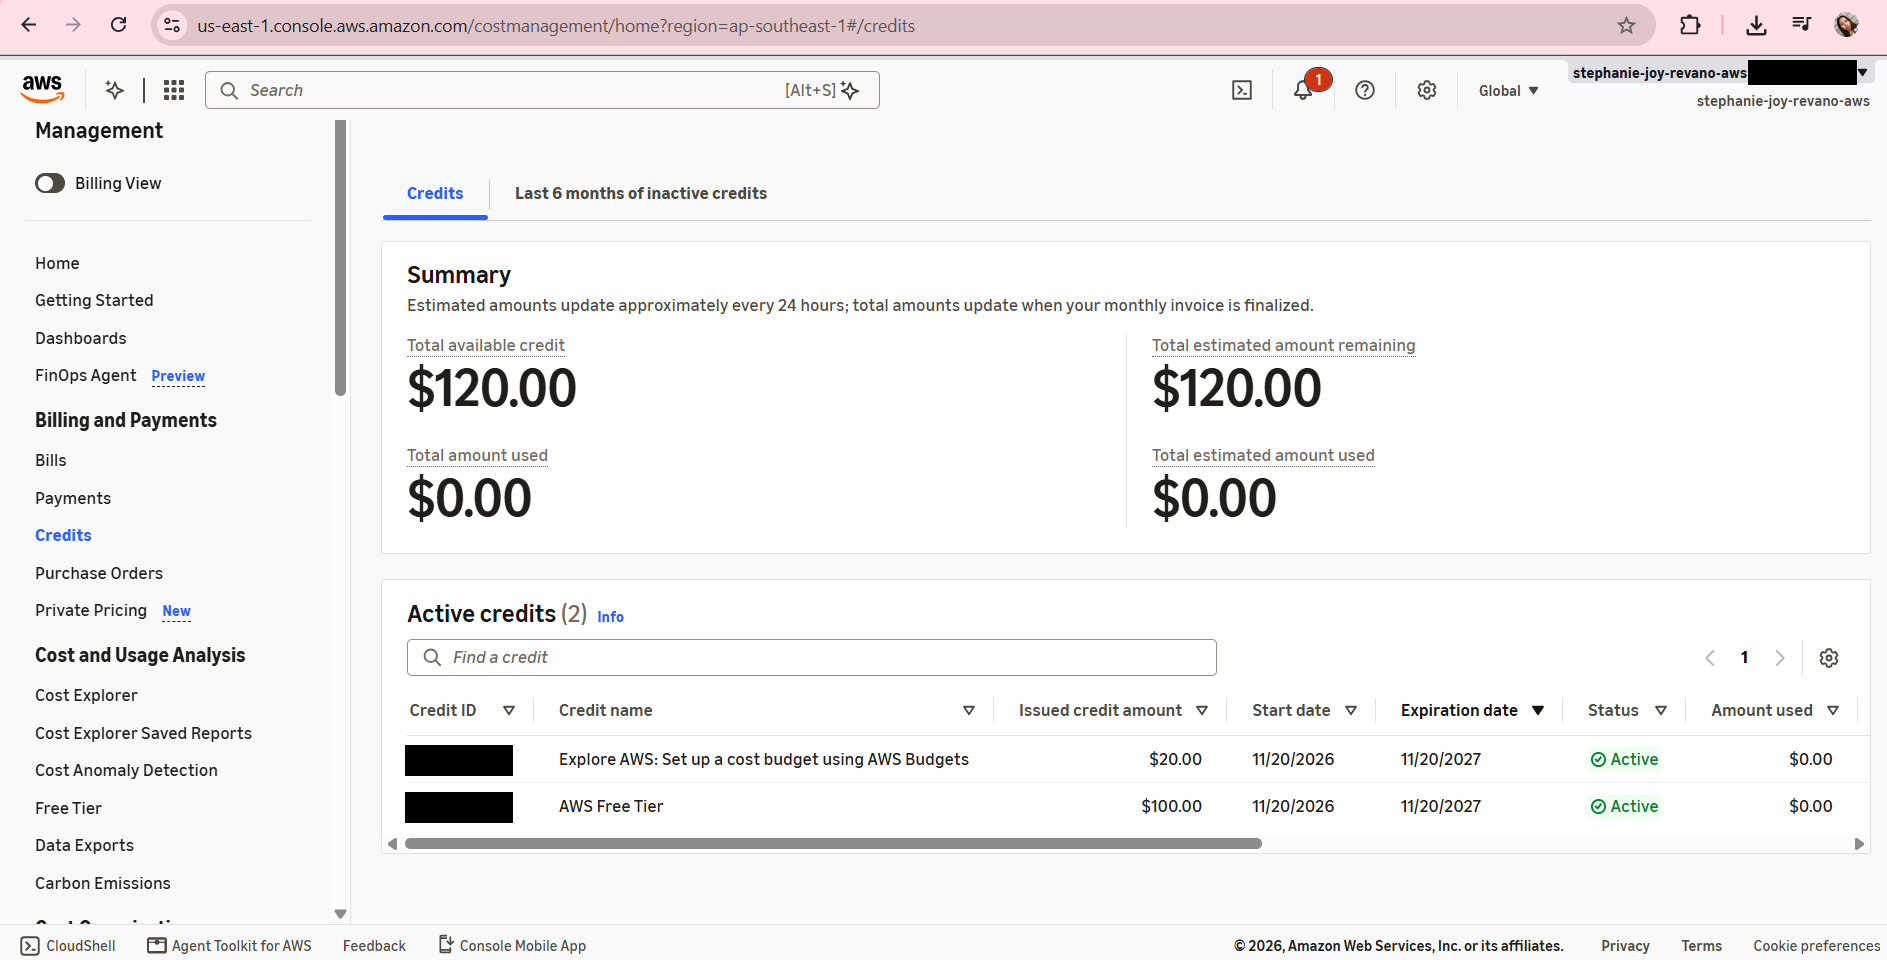 us-east-1.console.aws.amazon.com/costmanagement/home?region=ap-southeast-1#/credits
aws
Search
[Alt+S]
1
Global
stephanie-joy-revano-aws
stephanie-joy-revano-aws
Management
Billing View
Home
Getting Started
Dashboards
FinOps Agent Preview
Billing and Payments
Bills
Payments
Credits
Purchase Orders
Private Pricing New
Cost and Usage Analysis
Cost Explorer
Cost Explorer Saved Reports
Cost Anomaly Detection
Free Tier
Data Exports
Carbon Emissions
Credits
Last 6 months of inactive credits
Summary
Estimated amounts update approximately every 24 hours; total amounts update when your monthly invoice is finalized.
Total available credit
$120.00
Total estimated amount remaining
$120.00
Total amount used
$0.00
Total estimated amount used
$0.00
Active credits (2) Info
Find a credit
1
Credit ID Credit name Issued credit amount Start date Expiration date Status Amount used
Explore AWS: Set up a cost budget using AWS Budgets $20.00 11/20/2026 11/20/2027 Active $0.00
AWS Free Tier $100.00 11/20/2026 11/20/2027 Active $0.00
CloudShell
Agent Toolkit for AWS
Feedback
Console Mobile App
© 2026, Amazon Web Services, Inc. or its affiliates.
Privacy
Terms
Cookie preferences